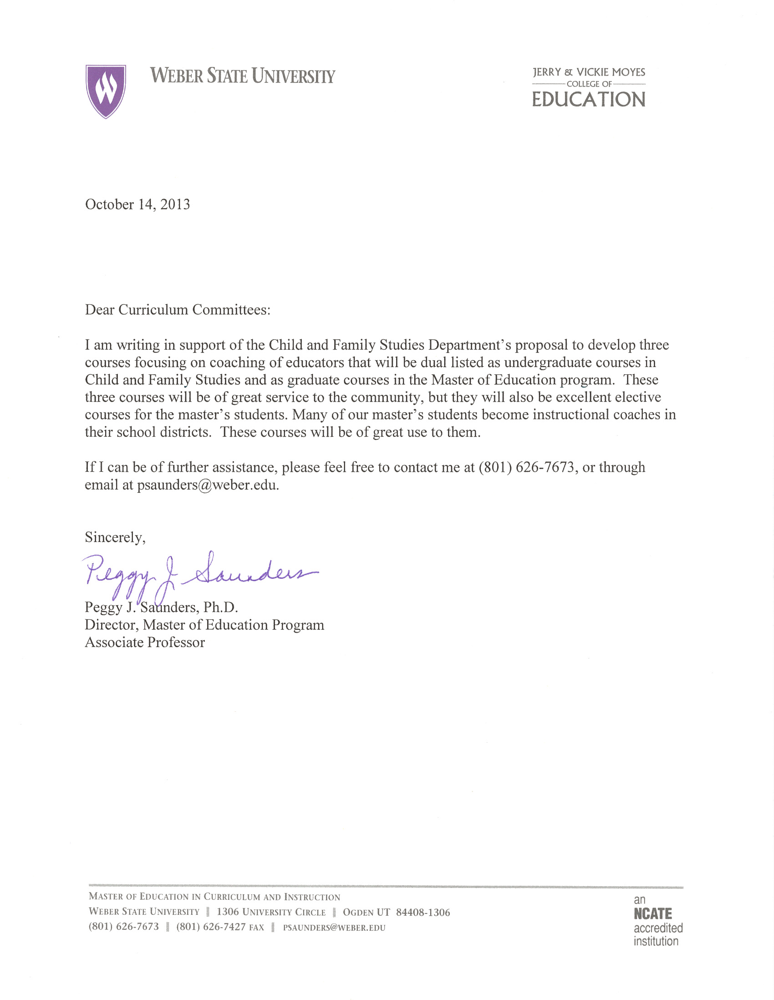 WEBER STATE UNIVERSITY
JERRY & VICKIE MOYES
COLLEGE OF
EDUCATION
October 14, 2013
Dear Curriculum Committees:
I am writing in support of the Child and Family Studies Department's proposal to develop three
courses focusing on coaching of educators that will be dual listed as undergraduate courses in
Child and Family Studies and as graduate courses in the Master of Education program.  These
three courses will be of great service to the community, but they will also be excellent elective
courses for the master's students. Many of our master's students become instructional coaches in
their school districts.  These courses will be of great use to them.
If I can be of further assistance, please feel free to contact me at (801) 626-7673, or through
email at psaunders@weber.edu.
Sincerely,
Peggy J Saunders
Peggy J. Saunders, Ph.D.
Director, Master of Education Program
Associate Professor
MASTER OF EDUCATION IN CURRICULUM AND INSTRUCTION
WEBER STATE UNIVERSITY | 1306 UNIVERSITY CIRCLE | OGDEN UT 84408-1306
(801) 626-7673 | (801) 626-7427 FAX | PSAUNDERS@WEBER.EDU
an
NCATE
accredited
institution